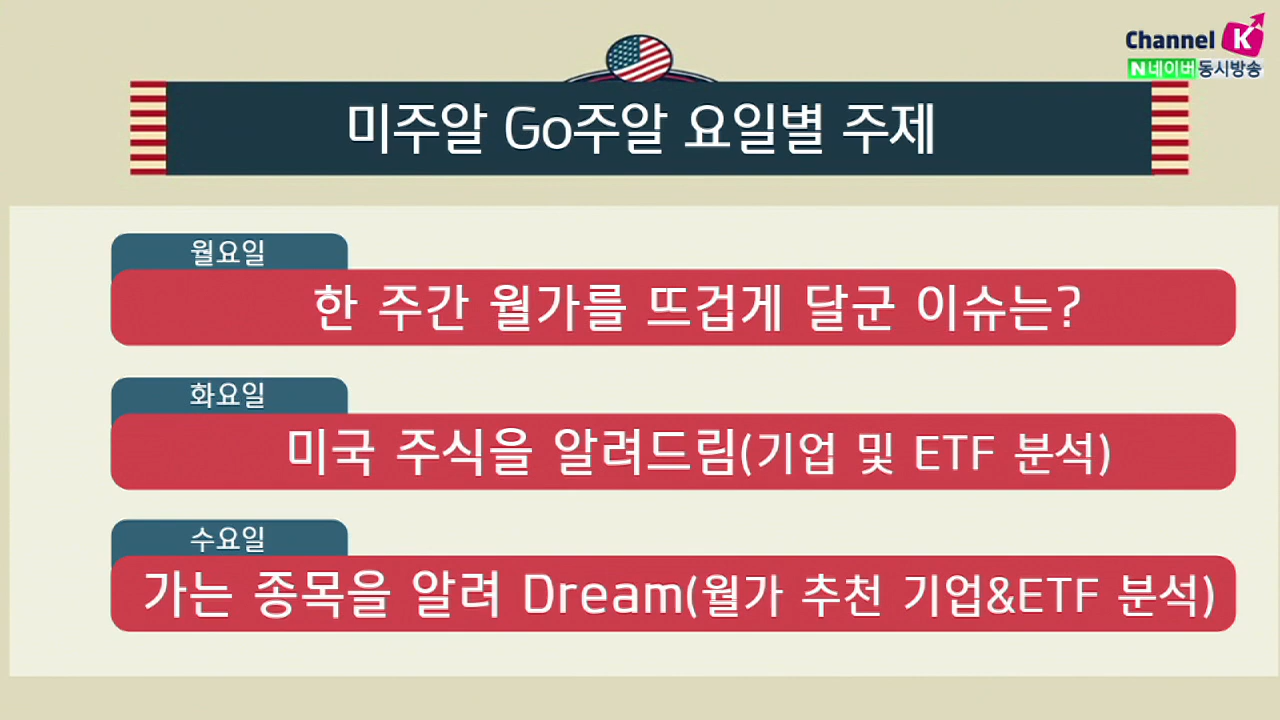 Channel K
N 네이버 동시방송
미주알 Go주알 요일별 주제
월요일
한 주간 월가를 뜨겁게 달군 이슈는?
화요일
미국 주식을 알려드림(기업 및 ETF 분석)
수요일
가는 종목을 알려 Dream(월가 추천 기업&ETF 분석)